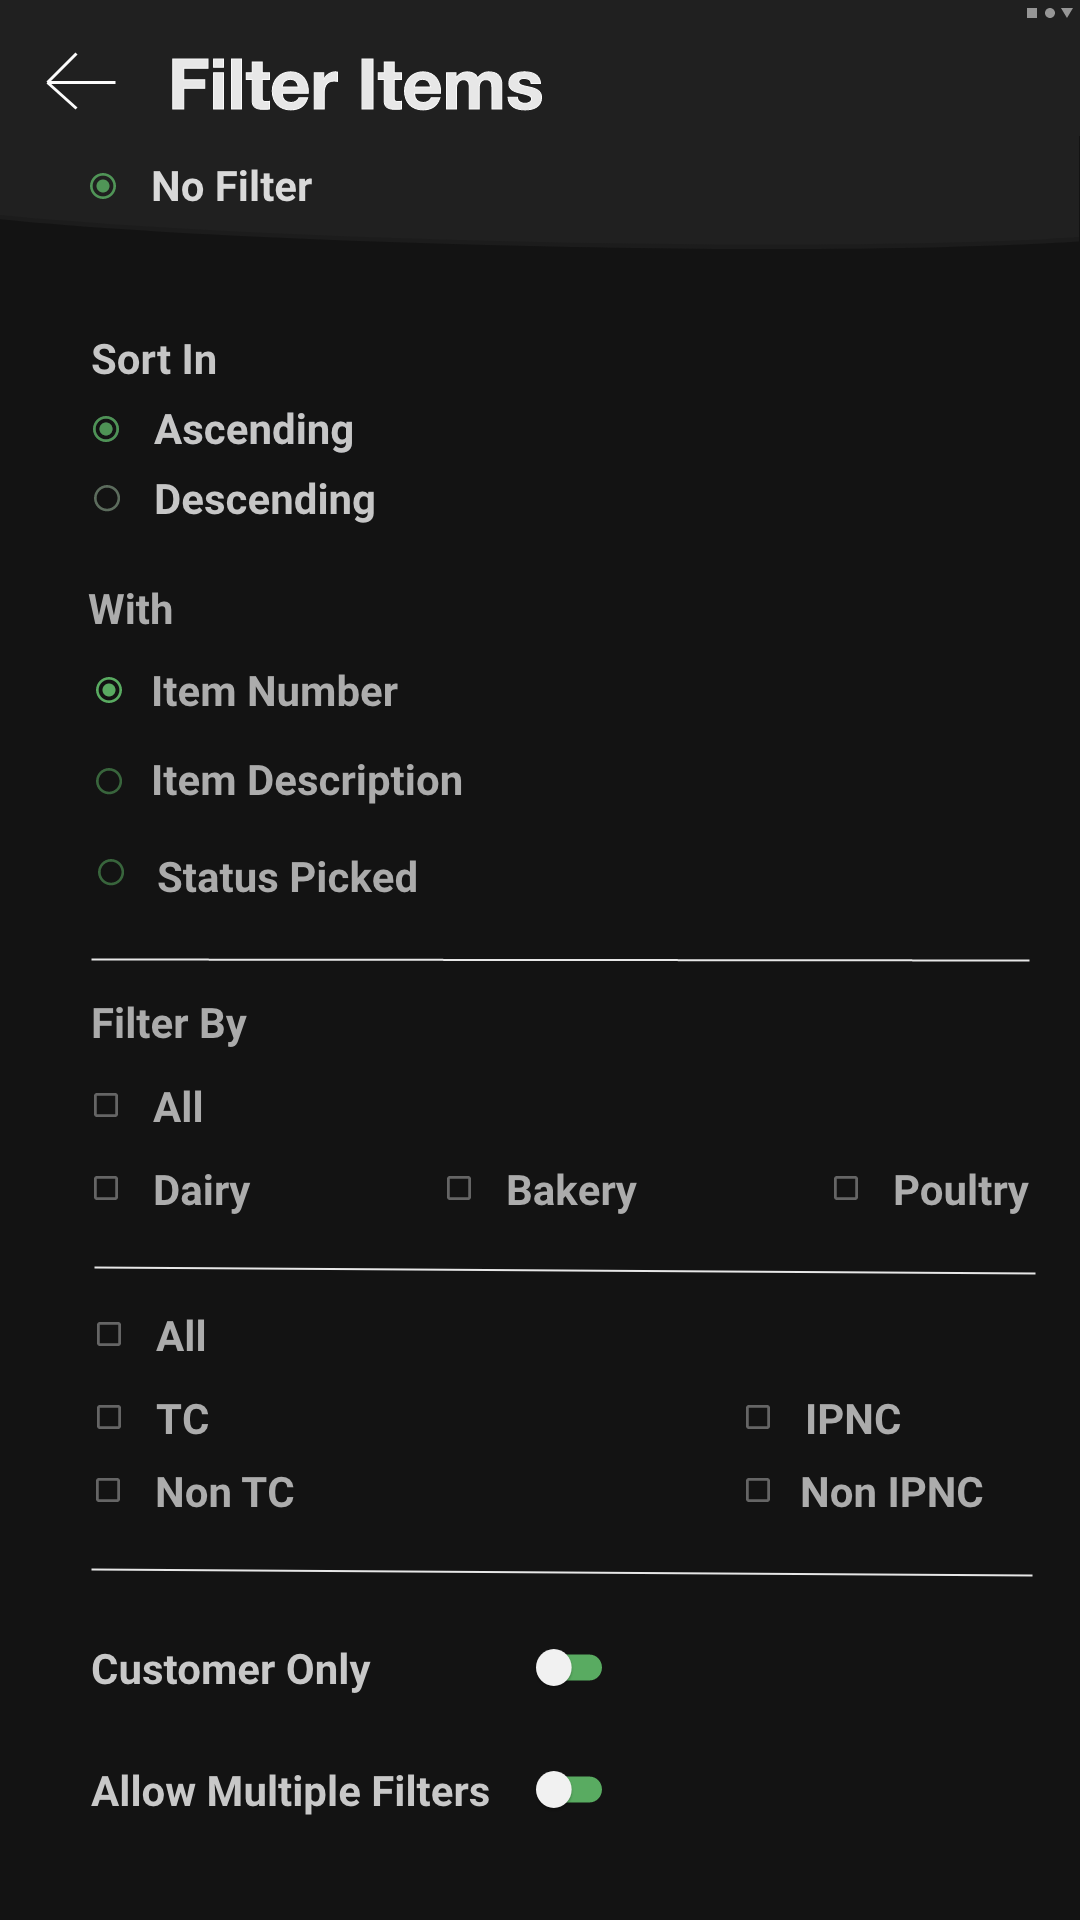 Filter Items
No Filter
Sort In
Ascending
Descending
With
Item Number
Item Description
Status Picked
Filter By
All
Dairy Bakery Poultry
All
TC IPNC
Non TC Non IPNC
Customer Only
Allow Multiple Filters